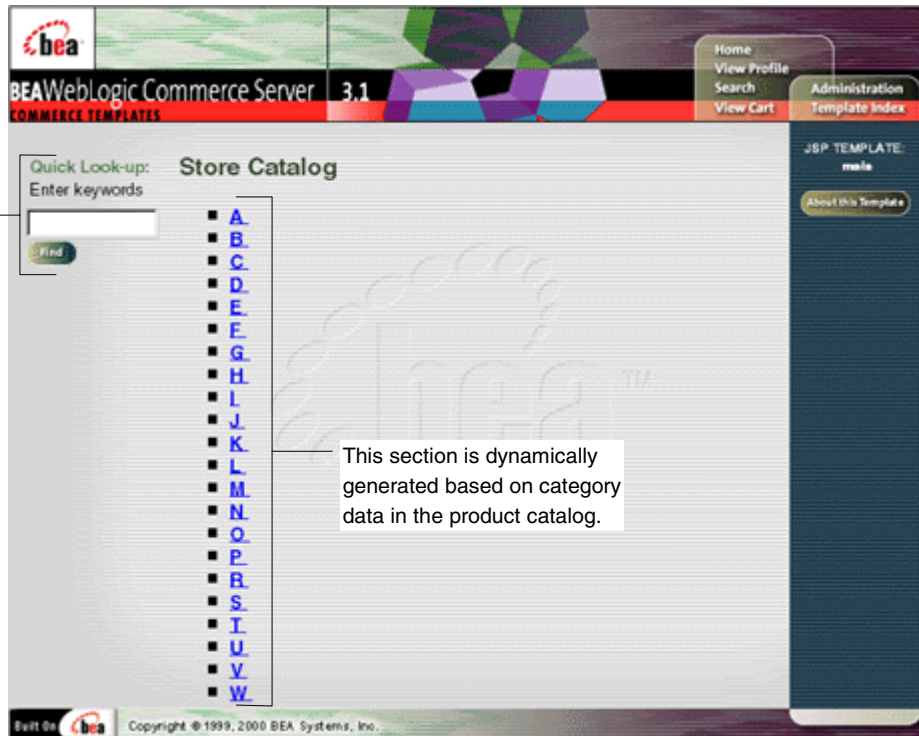 bea
BEAWebLogic Commerce Server 3.1
COMMERCE TEMPLATES
Home
View Profile
Search
View Cart
Administration
Template Index
JSP TEMPLATE:
main
About this Template
Quick Look-up:
Enter keywords
Find
Store Catalog
A
B
C
D
E
F
G
H
I
J
K
L
M
N
O
P
R
S
T
U
V
W
bea TM
This section is dynamically
generated based on category
data in the product catalog.
Built On bea
Copyright © 1999, 2000 BEA Systems, Inc.